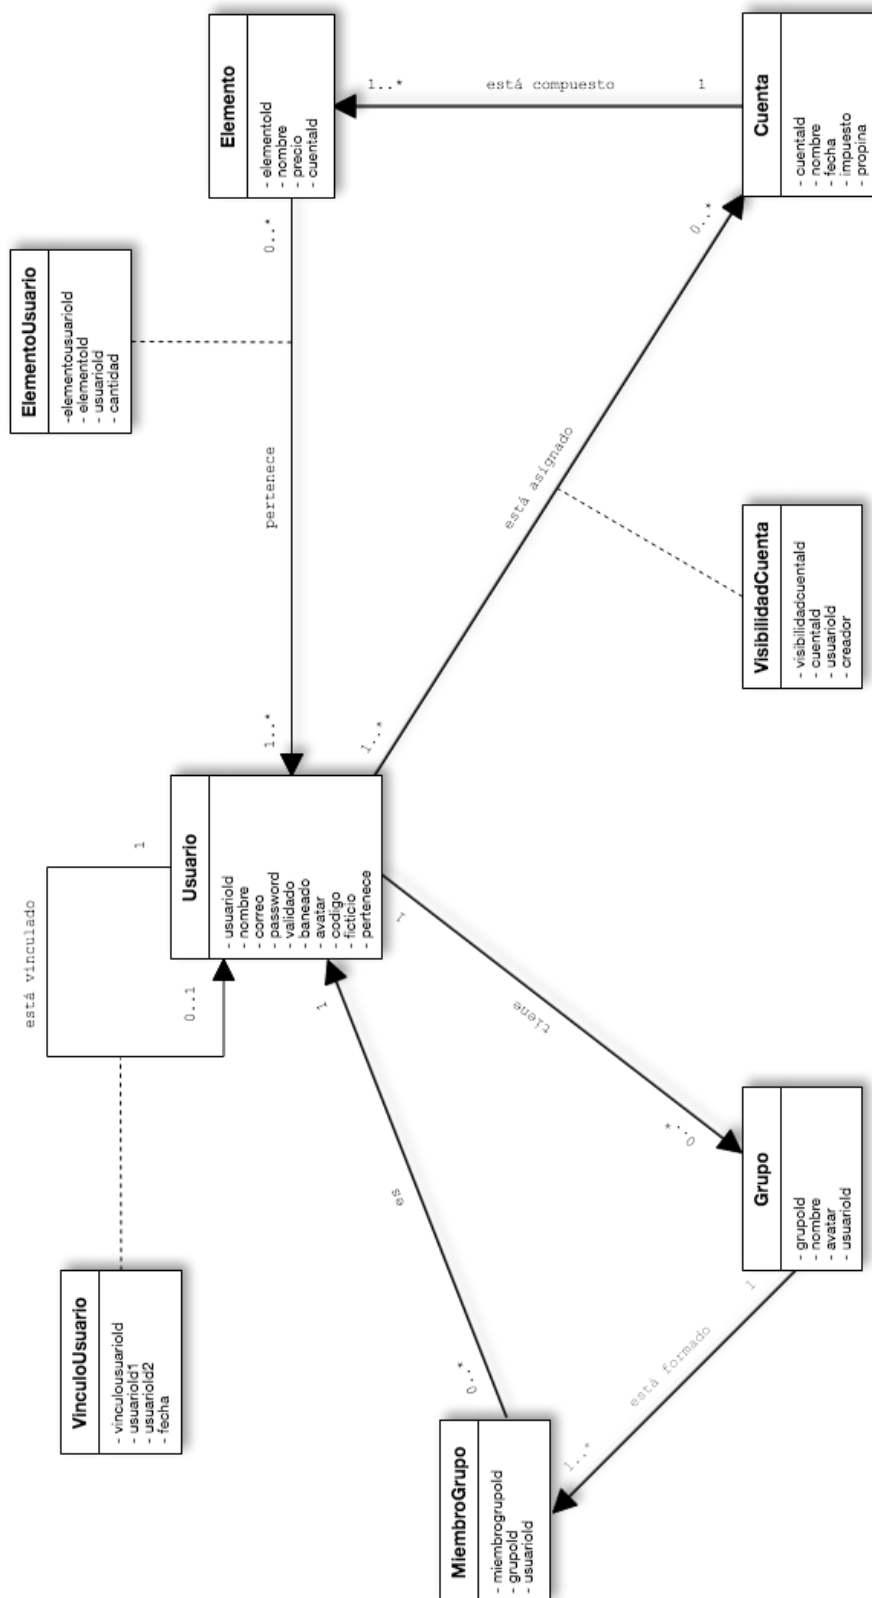 VinculoUsuario
- vinculousuarioId
- usuarioId1
- usuarioId2
- fecha
está vinculado
1
0..1
ElementoUsuario
-elementousuarioId
- elementoId
- usuarioId
- cantidad
Usuario
- usuarioId
- nombre
- correo
- password
- validado
- baneado
- avatar
- codigo
- ficticio
- pertenece
pertenece
1..*
0..*
Elemento
- elementoId
- nombre
- precio
- cuentaId
1..*
está compuesto
1
MiembroGrupo
- miembrogrupoId
- grupoId
- usuarioId
0..*
es
1
1
tiene
0..*
1..*
está asignado
0..*
1..*
está formado
1
Grupo
- grupoId
- nombre
- avatar
- usuarioId
VisibilidadCuenta
- visibilidadcuentaId
- cuentaId
- usuarioId
- creador
Cuenta
- cuentaId
- nombre
- fecha
- impuesto
- propina